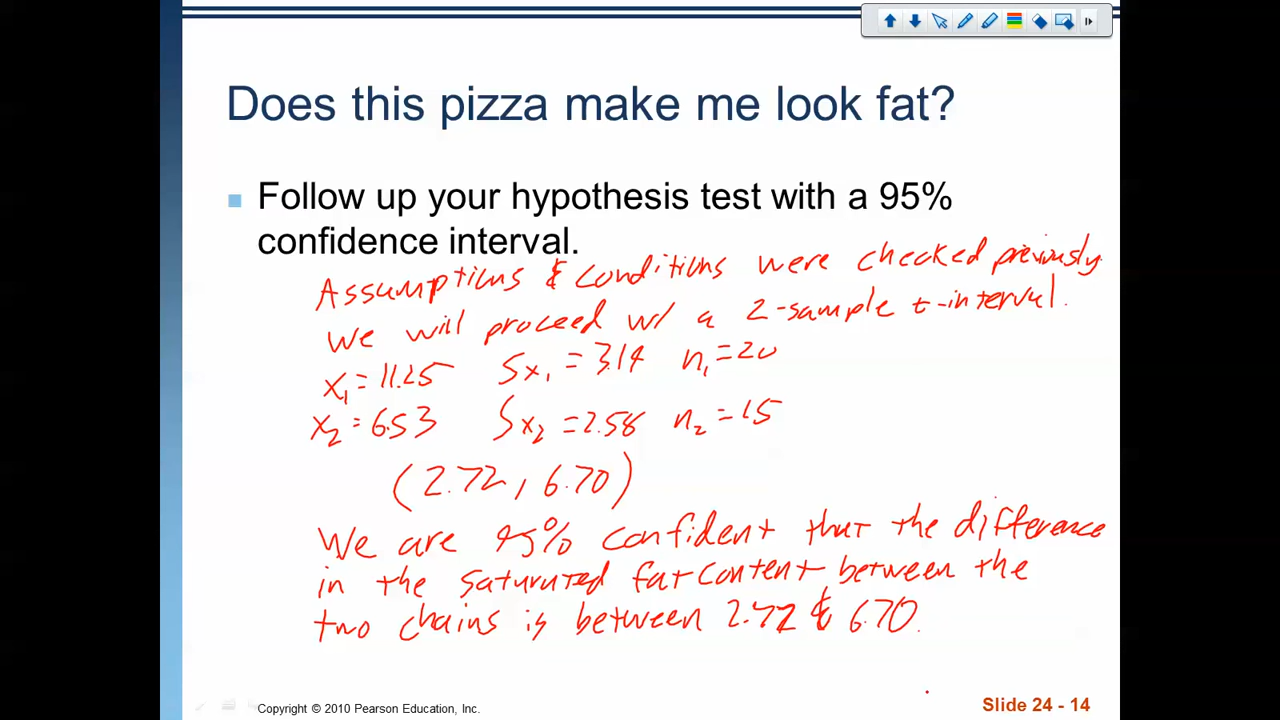 Does this pizza make me look fat?
Follow up your hypothesis test with a 95%
confidence interval.
Assumptions & conditions were checked previously.
We will proceed w/ a 2-sample t-interval.
x₁ = 11.25 Sx₁ = 3.14 n₁ = 20
x₂ = 6.53 Sx₂ = 2.58 n₂ = 15
(2.72, 6.70)
We are 95% confident that the difference
in the saturated fat content between the
two chains is between 2.72 & 6.70.
Copyright © 2010 Pearson Education, Inc.
Slide 24 - 14